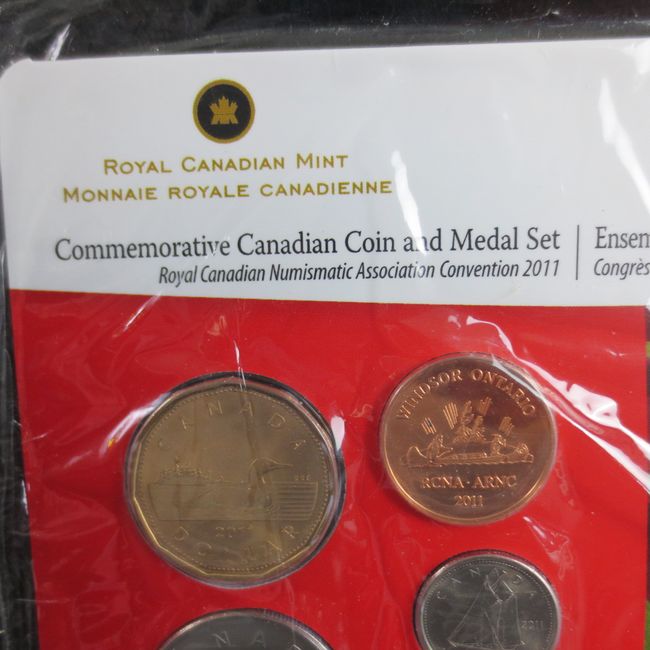 ROYAL CANADIAN MINT
MONNAIE ROYALE CANADIENNE
Commemorative Canadian Coin and Medal Set
Royal Canadian Numismatic Association Convention 2011
Ensem
Congrès
CANADA
DOLLAR
WINDSOR ONTARIO
RCNA · ARNC
2011
CANADA
2011
CANADA